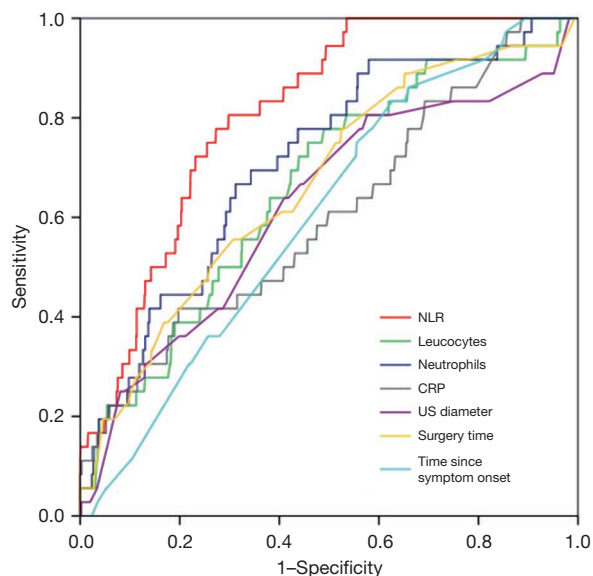 1.0
0.8
0.6
0.4
0.2
0.0
Sensitivity
NLR
Leucocytes
Neutrophils
CRP
US diameter
Surgery time
Time since
symptom onset
0.0 0.2 0.4 0.6 0.8 1.0
1–Specificity